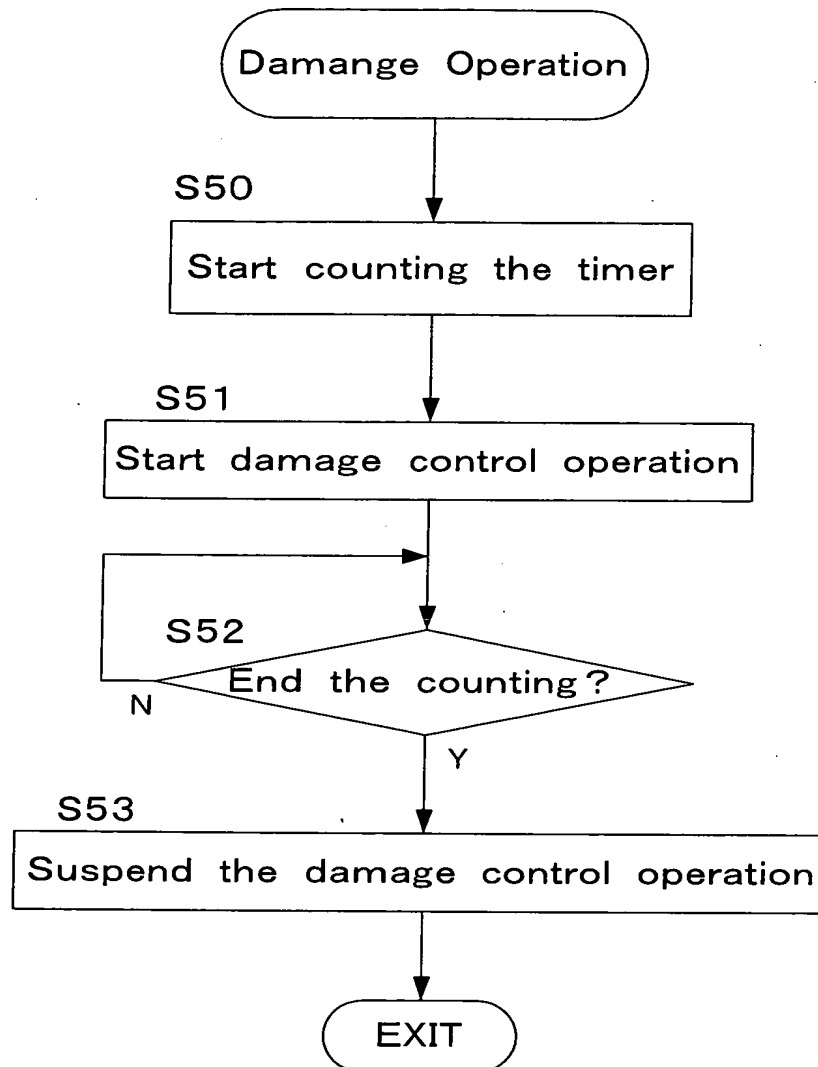 Damange Operation
S50
Start counting the timer
S51
Start damage control operation
S52
End the counting?
N
Y
S53
Suspend the damage control operation
EXIT